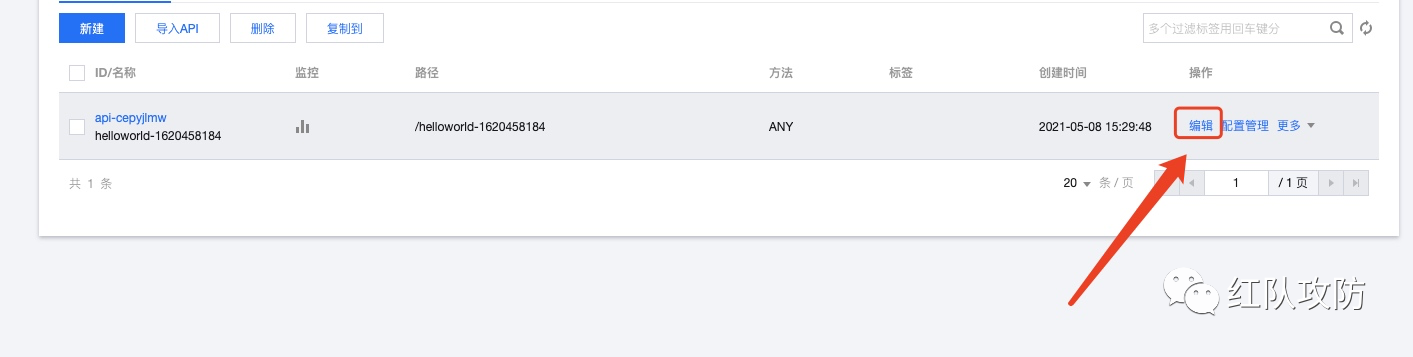 新建 导入API 删除 复制到 多个过滤标签用回车键分
ID/名称 监控 路径 方法 标签 创建时间 操作
api-cepyjlmw
helloworld-1620458184 /helloworld-1620458184 ANY 2021-05-08 15:29:48 编辑 配置管理 更多
共 1 条 20 条 / 页 1 / 1 页
红队攻防